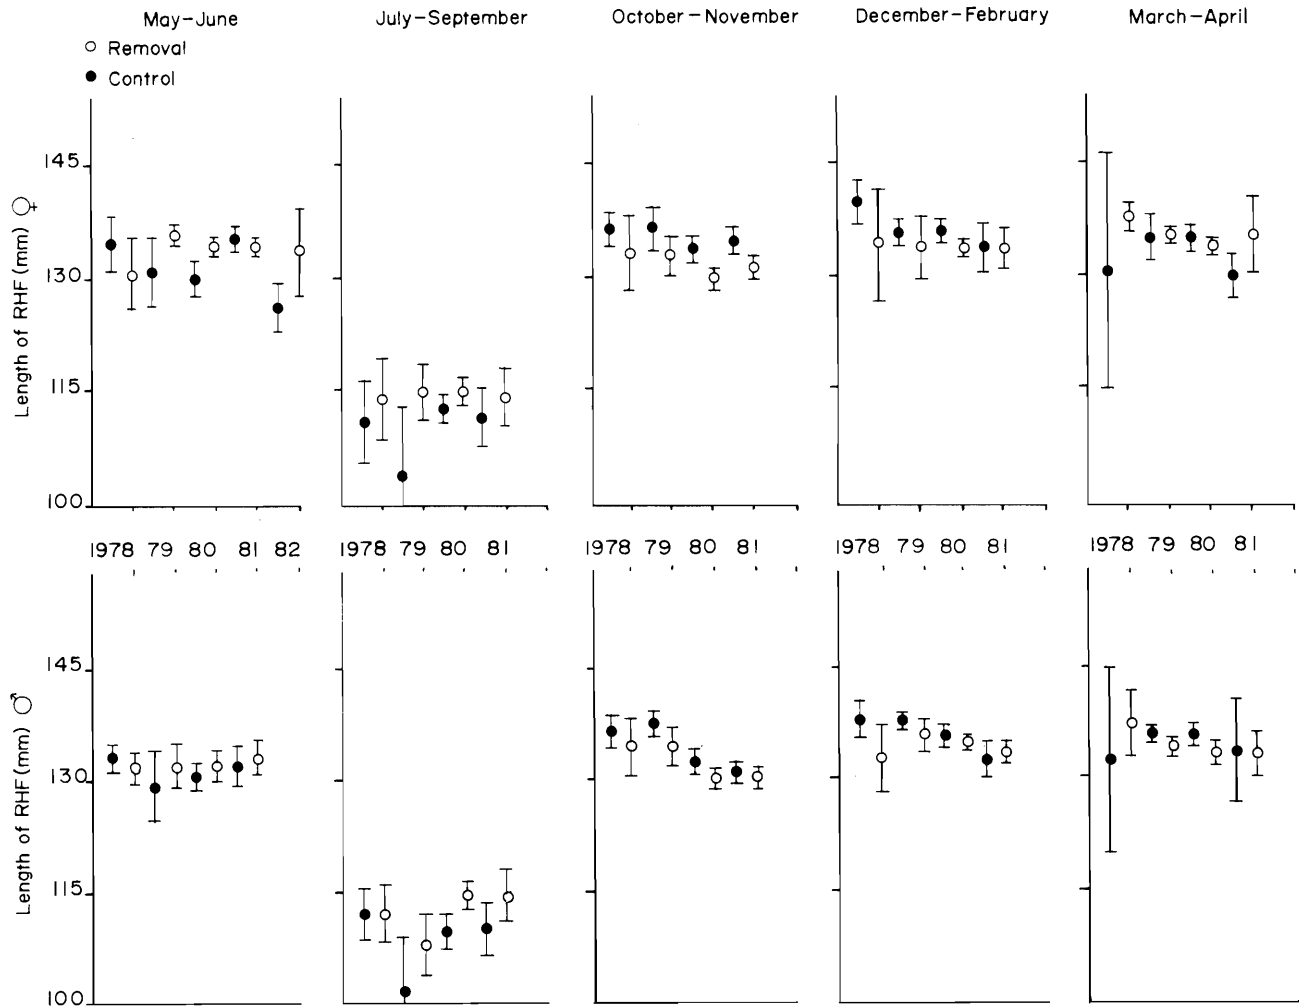 May-June July-September October-November December-February March-April
○ Removal
● Control
145
130
115
100
Length of RHF (mm) ♀
1978 79 80 81 82 1978 79 80 81 1978 79 80 81 1978 79 80 81 1978 79 80 81
145
130
115
100
Length of RHF (mm) ♂